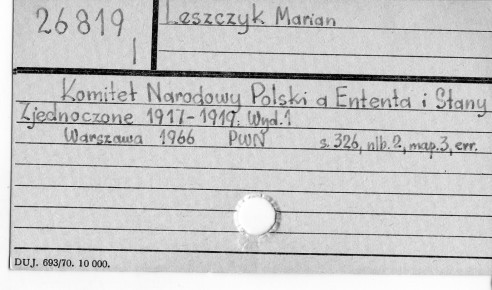 26819
I
Leszczyk Marian
Komitet Narodowy Polski a Ententa i Stany
Zjednoczone 1917-1919. Wyd.1
Warszawa 1966 PWN s. 326, nlb. 2, map. 3, err.
DUJ. 693/70. 10 000.